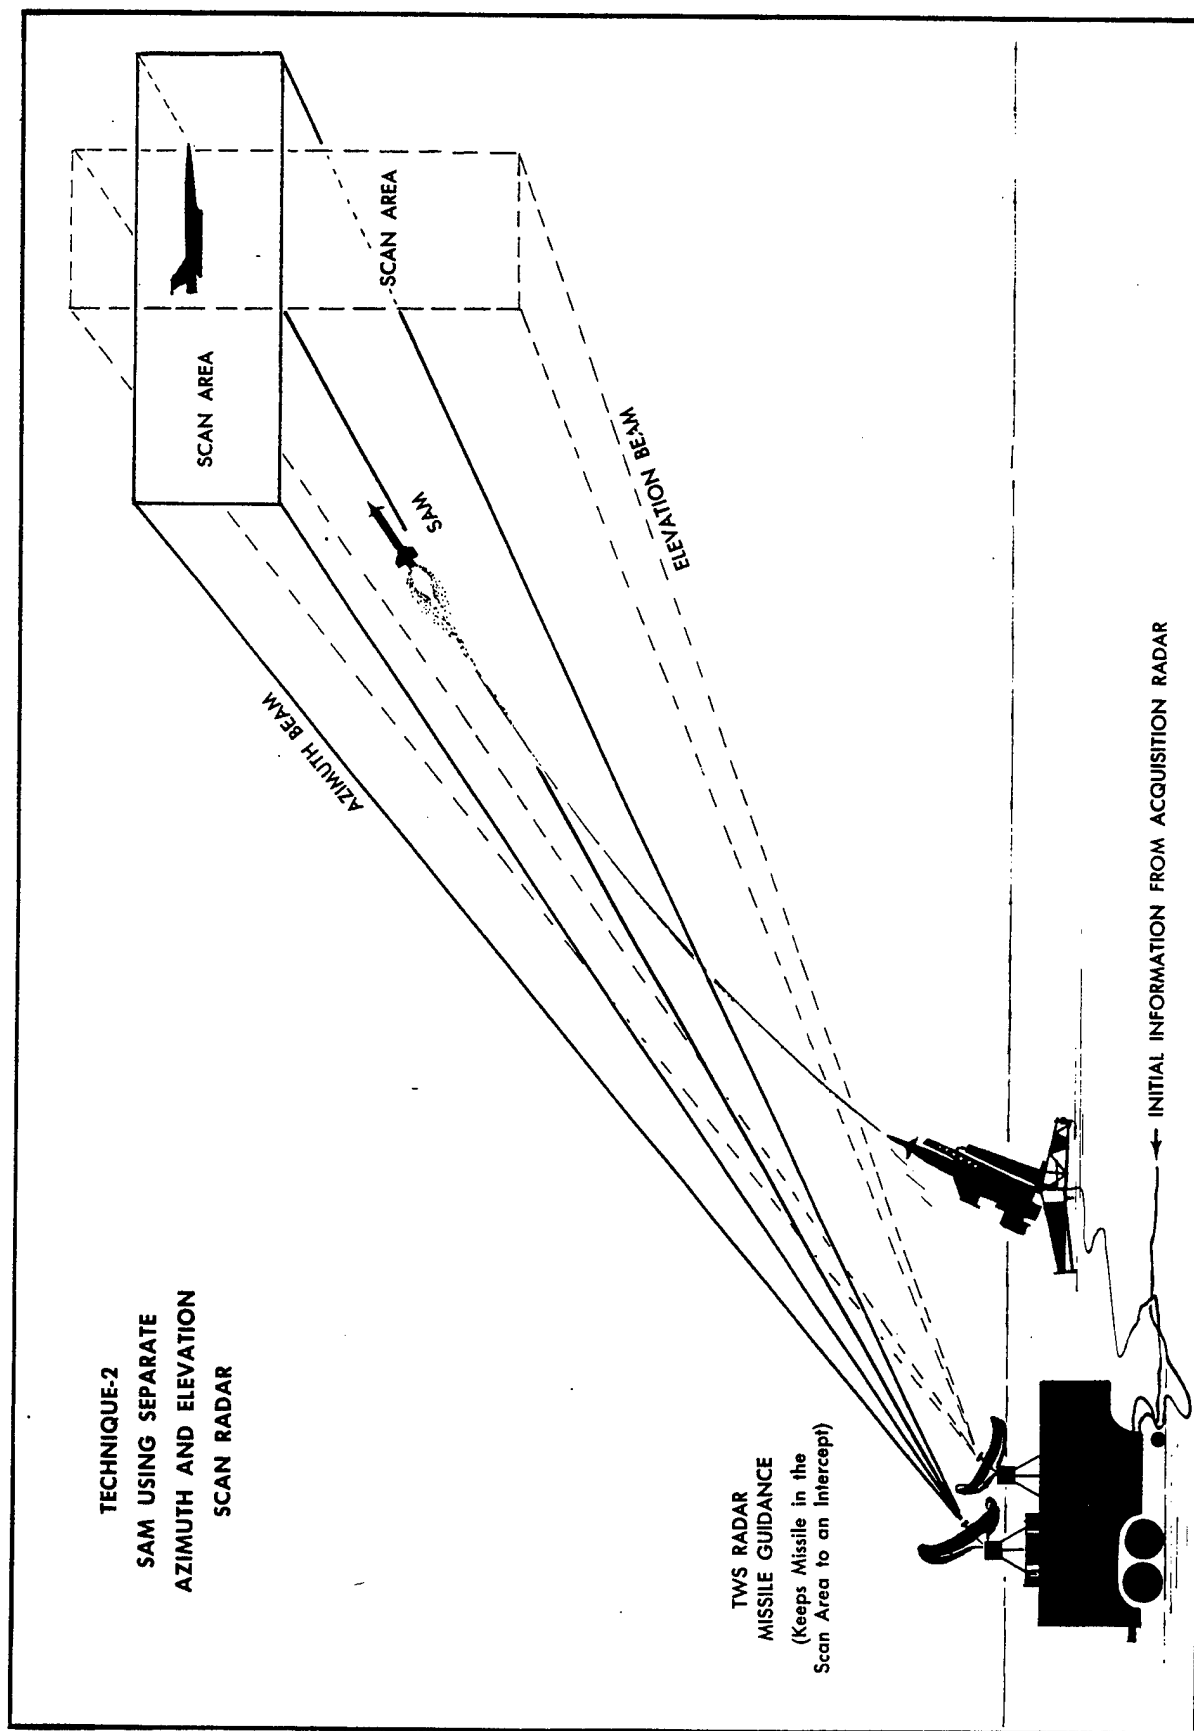 TECHNIQUE-2
SAM USING SEPARATE
AZIMUTH AND ELEVATION
SCAN RADAR
SCAN AREA
SCAN AREA
AZIMUTH BEAM
SAM
ELEVATION BEAM
TWS RADAR
MISSILE GUIDANCE
(Keeps Missile in the
Scan Area to an Intercept)
INITIAL INFORMATION FROM ACQUISITION RADAR